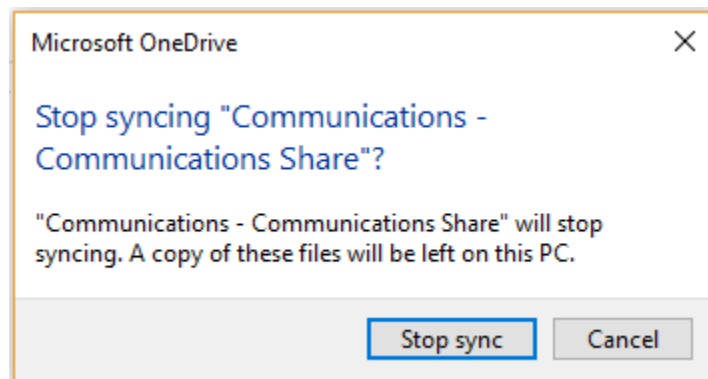 Microsoft OneDrive
Stop syncing "Communications -
Communications Share"?
"Communications - Communications Share" will stop
syncing. A copy of these files will be left on this PC.
Stop sync
Cancel